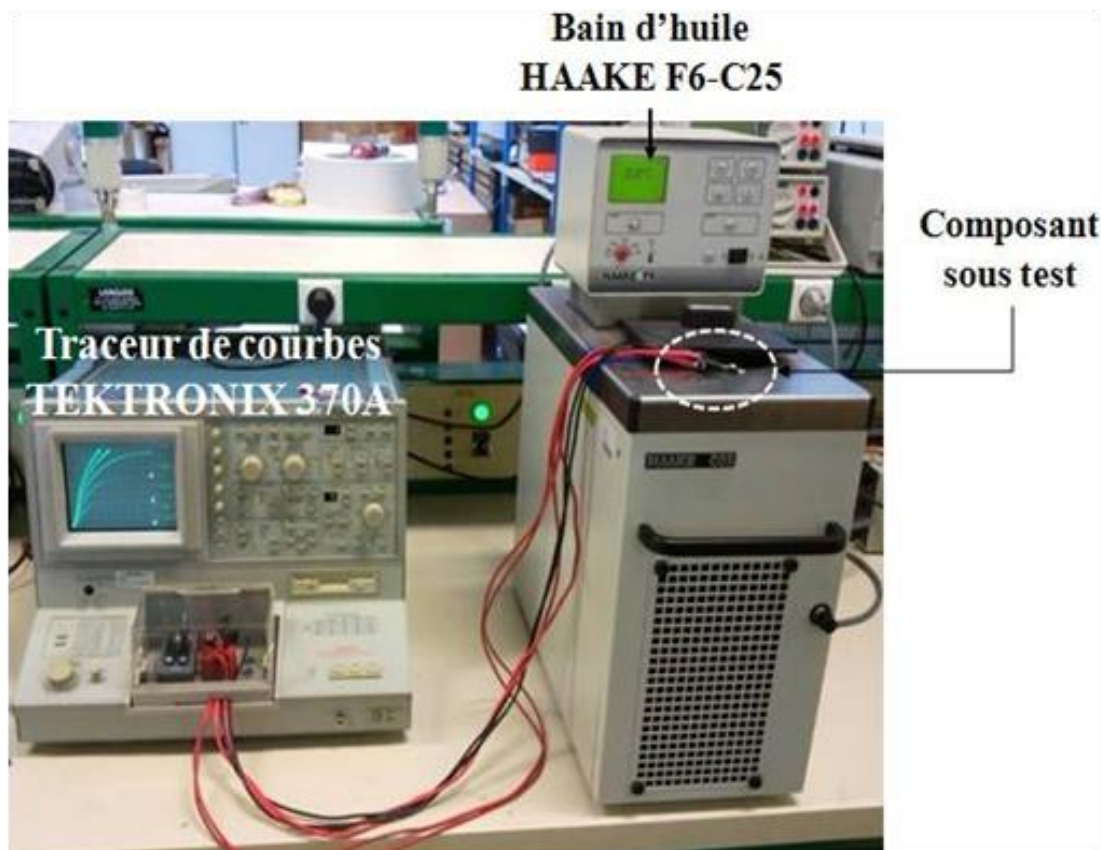 Bain d'huile
HAAKE F6-C25
Composant
sous test
Traceur de courbes
TEKTRONIX 370A